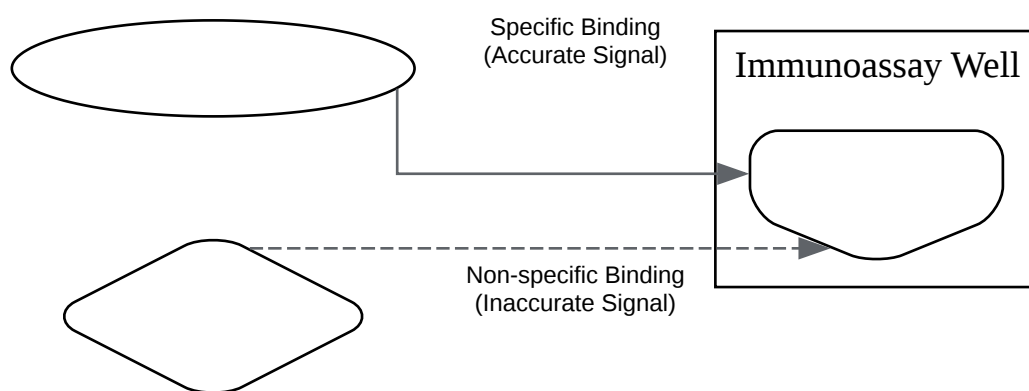 Specific Binding
(Accurate Signal)
Immunoassay Well
Non-specific Binding
(Inaccurate Signal)